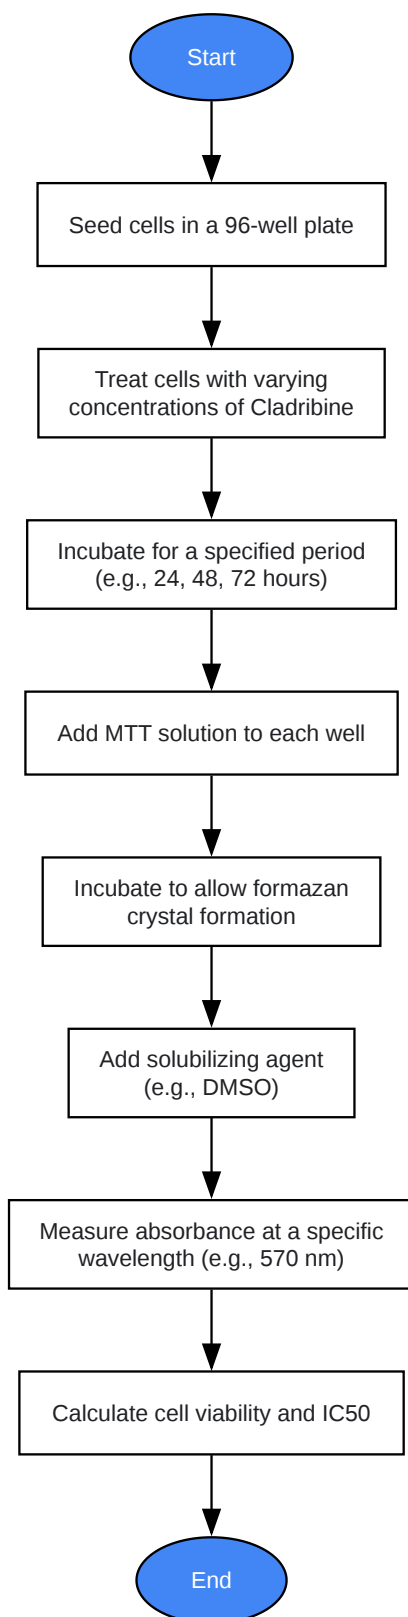 Start
Seed cells in a 96-well plate
Treat cells with varying
concentrations of Cladribine
Incubate for a specified period
(e.g., 24, 48, 72 hours)
Add MTT solution to each well
Incubate to allow formazan
crystal formation
Add solubilizing agent
(e.g., DMSO)
Measure absorbance at a specific
wavelength (e.g., 570 nm)
Calculate cell viability and IC50
End